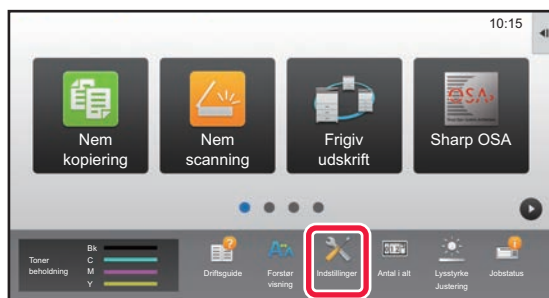 10:15
Nem
kopiering
Nem
scanning
Frigiv
udskrift
Sharp OSA
Toner
beholdning
Bk
C
M
Y
Driftsguide
Forstør
visning
Indstillinger
Antal i alt
Lysstyrke
Justering
Jobstatus